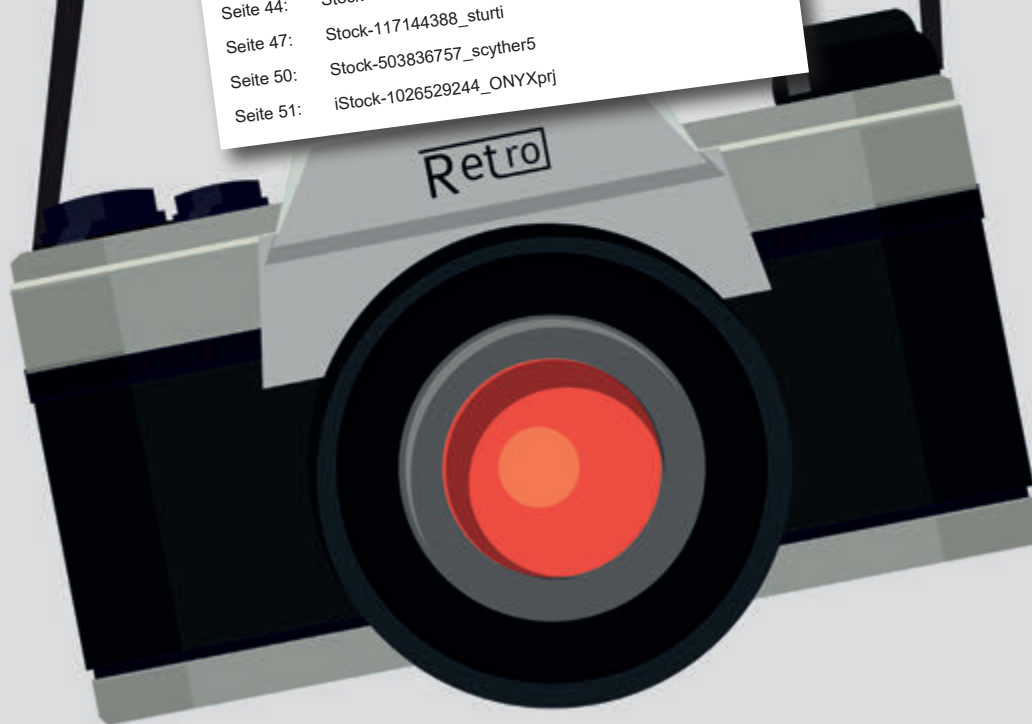 Seite 44:
Seite 47: Stock-117144388_sturti
Seite 50: Stock-503836757_scyther5
Seite 51: iStock-1026529244_ONYXprj
Retro